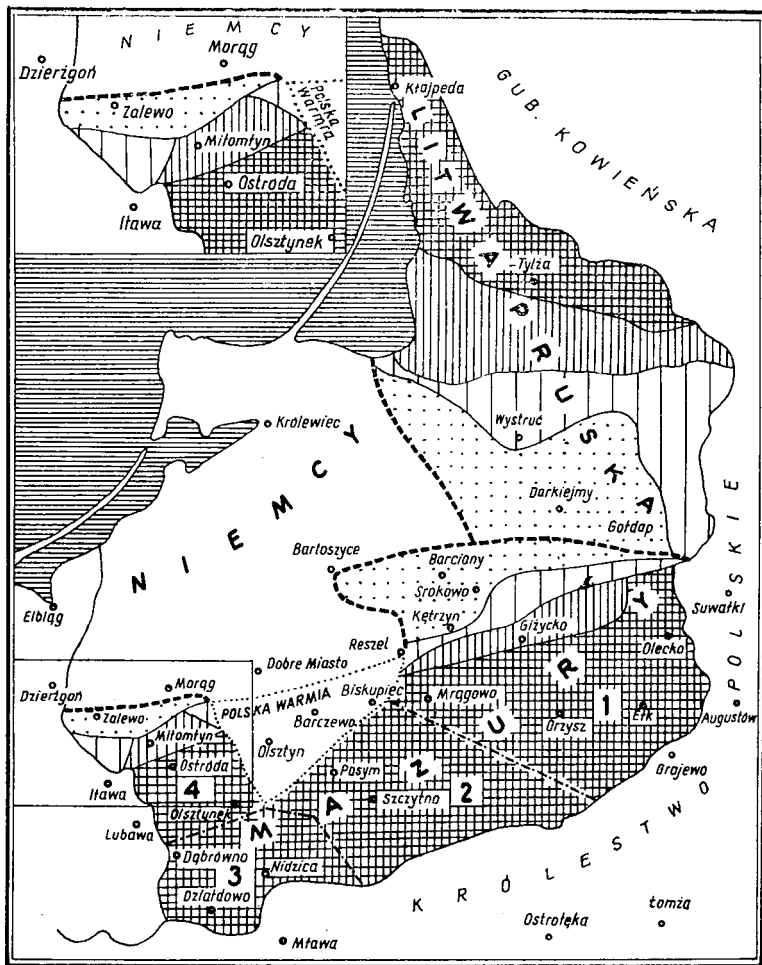 NIEMCY
Morąg
Dzierzgoń
Polska Warmia
Zalewo
Miłomłyn
Ostróda
Iława
Olsztynek
Kłajpeda
GUB. KOWIEŃSKA
LITWA PRUSKA
Tylża
Królewiec
Wystruć
NIEMCY
Darkiejmy
Gołdap
Bartoszyce
Barciany
Srokowo
Elbląg
Kętrzyn
Giżycko
Suwałki
Olecko
Reszel
Dobre Miasto
Dzierzgoń
Morąg
POLSKA WARMIA
Biskupiec
Mrągowo
Zalewo
Barczewo
Orzysz
1
Ełk
Augustów
Miłomłyn
Olsztyn
Ostróda
Pasym
Grajewo
Iława
4
Olsztynek
Szczytno
2
MAZURY
Lubawa
Dąbrówno
3
Nidzica
Działdowo
KRÓLESTWO POLSKIE
Ostrołęka
Łomża
Mława